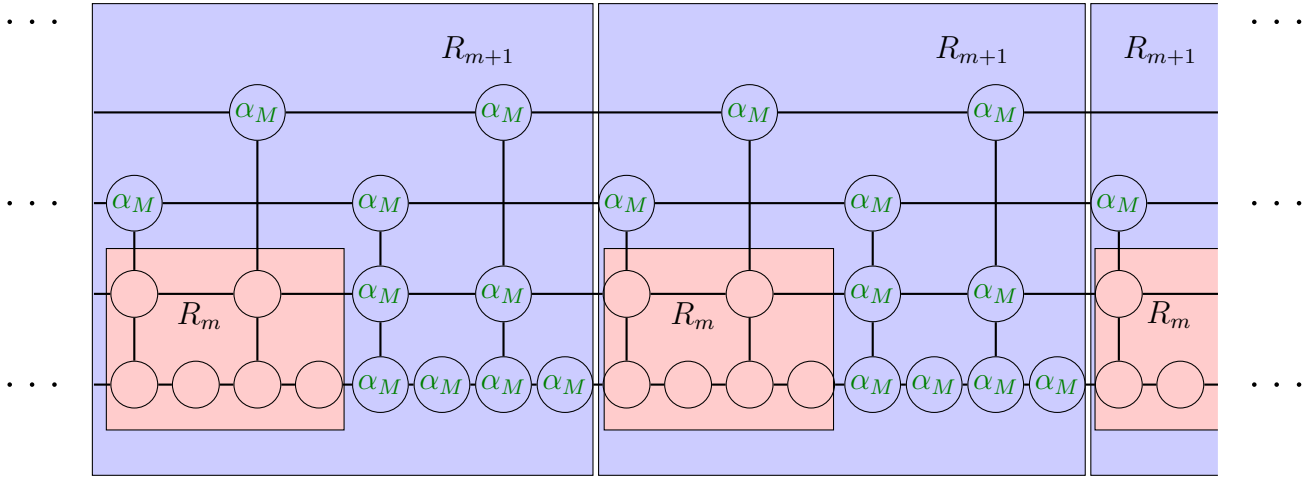 · · · R_{m+1} R_{m+1} R_{m+1} · · ·
α_M α_M α_M α_M
· · · α_M α_M α_M α_M α_M · · ·
α_M α_M α_M α_M
R_m R_m R_m
· · · α_M α_M α_M α_M α_M α_M α_M α_M · · ·